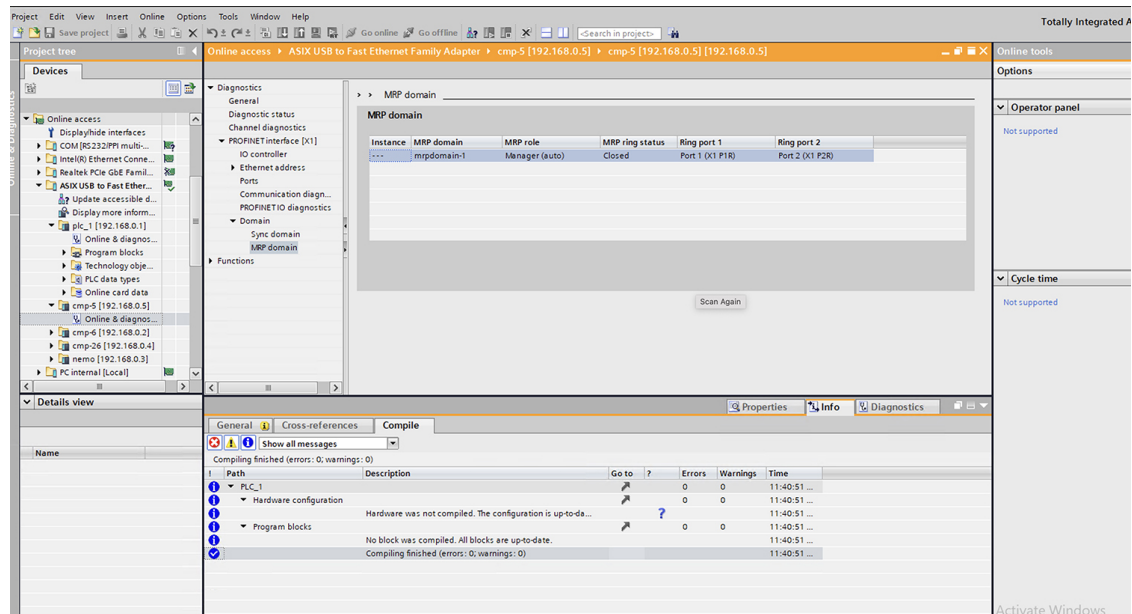 Project Edit View Insert Online Options Tools Window Help
Totally Integrated A
Save project
Go online
Go offline
<Search in project>
Project tree
Online access ▸ ASIX USB to Fast Ethernet Family Adapter ▸ cmp-5 [192.168.0.5] ▸ cmp-5 [192.168.0.5] [192.168.0.5]
Online tools
Devices
Options
Online access
Display/hide interfaces
COM [RS232/PPI multi-...
Intel(R) Ethernet Conne...
Realtek PCIe GbE Famil...
ASIX USB to Fast Ether...
Update accessible d...
Display more inform...
plc_1 [192.168.0.1]
Online & diagnos...
Program blocks
Technology obje...
PLC data types
Online card data
cmp-5 [192.168.0.5]
Online & diagnos...
cmp-6 [192.168.0.2]
cmp-26 [192.168.0.4]
nemo [192.168.0.3]
PC internal [Local]
Details view
Name
Diagnostics
General
Diagnostic status
Channel diagnostics
PROFINET interface [X1]
IO controller
Ethernet address
Ports
Communication diagn...
PROFINET IO diagnostics
Domain
Sync domain
MRP domain
Functions
> > MRP domain
MRP domain
Instance MRP domain MRP role MRP ring status Ring port 1 Ring port 2
--- mrpdomain-1 Manager (auto) Closed Port 1 (X1 P1R) Port 2 (X1 P2R)
Scan Again
Operator panel
Not supported
Cycle time
Not supported
Properties Info Diagnostics
General Cross-references Compile
Show all messages
Compiling finished (errors: 0; warnings: 0)
! Path Description Go to ? Errors Warnings Time
PLC_1 0 0 11:40:51 ...
Hardware configuration 0 0 11:40:51 ...
Hardware was not compiled. The configuration is up-to-da... ? 11:40:51 ...
Program blocks 0 0 11:40:51 ...
No block was compiled. All blocks are up-to-date. 11:40:51 ...
Compiling finished (errors: 0; warnings: 0) 11:40:51 ...
Activate Windows